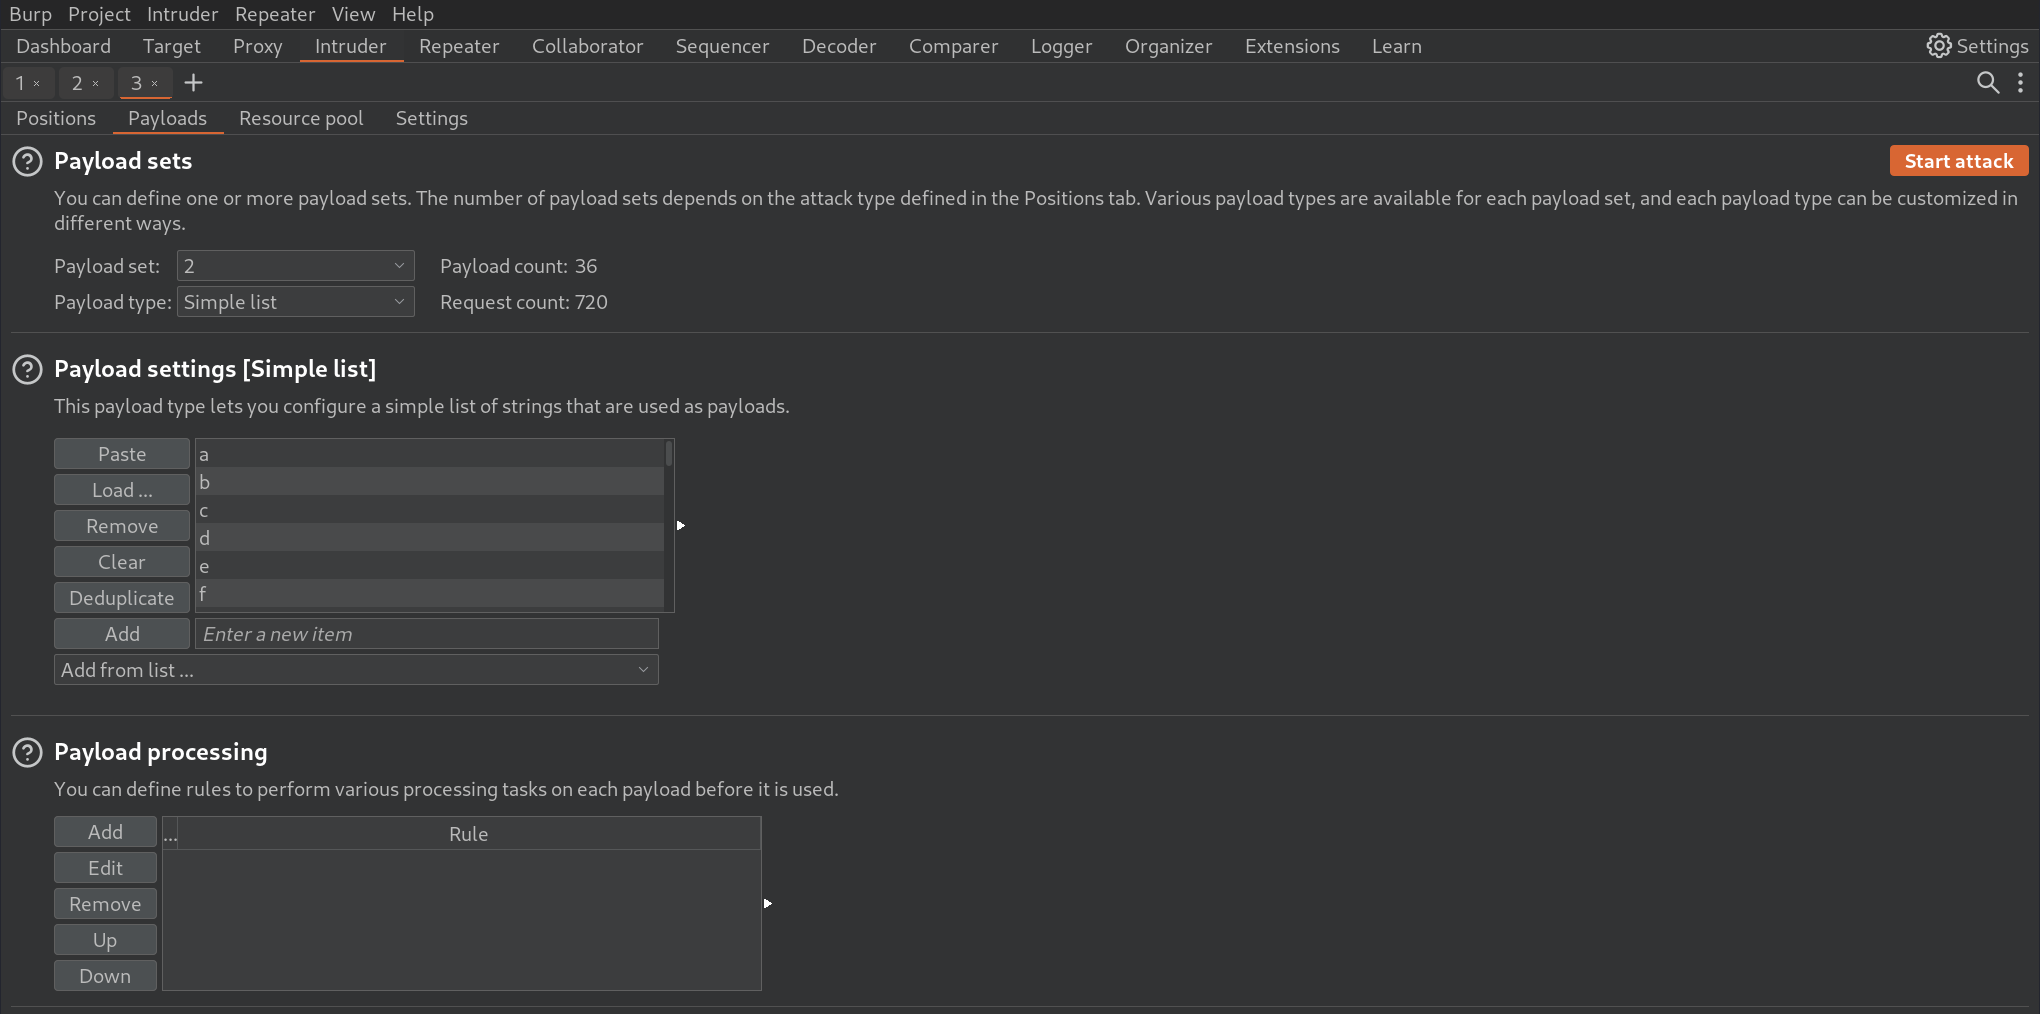 Burp Project Intruder Repeater View Help
Dashboard Target Proxy Intruder Repeater Collaborator Sequencer Decoder Comparer Logger Organizer Extensions Learn Settings
1 × 2 × 3 × +
Positions Payloads Resource pool Settings
? Payload sets Start attack
You can define one or more payload sets. The number of payload sets depends on the attack type defined in the Positions tab. Various payload types are available for each payload set, and each payload type can be customized in
different ways.
Payload set: 2 Payload count: 36
Payload type: Simple list Request count: 720
? Payload settings [Simple list]
This payload type lets you configure a simple list of strings that are used as payloads.
Paste a
Load ... b
Remove c
Clear d
Deduplicate e
f
Add Enter a new item
Add from list ...
? Payload processing
You can define rules to perform various processing tasks on each payload before it is used.
Add ... Rule
Edit
Remove
Up
Down